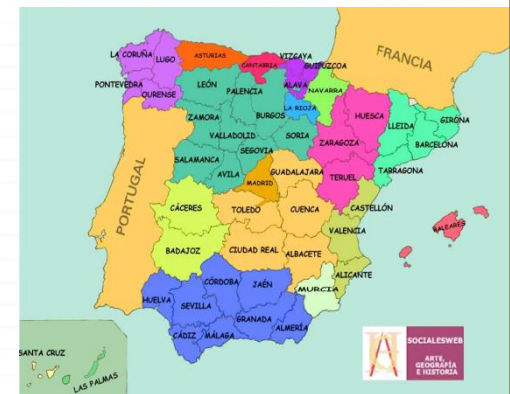 FRANCIA
LA CORUÑA
LUGO
ASTURIAS
CANTABRIA
VIZCAYA
GUIPUZCOA
PONTEVEDRA
OURENSE
LEÓN
PALENCIA
ALAVA
NAVARRA
LA RIOJA
BURGOS
HUESCA
LLEIDA
GIRONA
BARCELONA
ZAMORA
VALLADOLID
SORIA
ZARAGOZA
SEGOVIA
SALAMANCA
AVILA
MADRID
GUADALAJARA
TERUEL
TARRAGONA
PORTUGAL
CÁCERES
TOLEDO
CUENCA
CASTELLÓN
VALENCIA
BALEARES
BADAJOZ
CIUDAD REAL
ALBACETE
ALICANTE
MURCIA
CÓRDOBA
JAÉN
HUELVA
SEVILLA
GRANADA
ALMERÍA
CÁDIZ
MÁLAGA
SANTA CRUZ
LAS PALMAS
SOCIALESWEB
ARTE,
GEOGRAFÍA
E HISTORIA